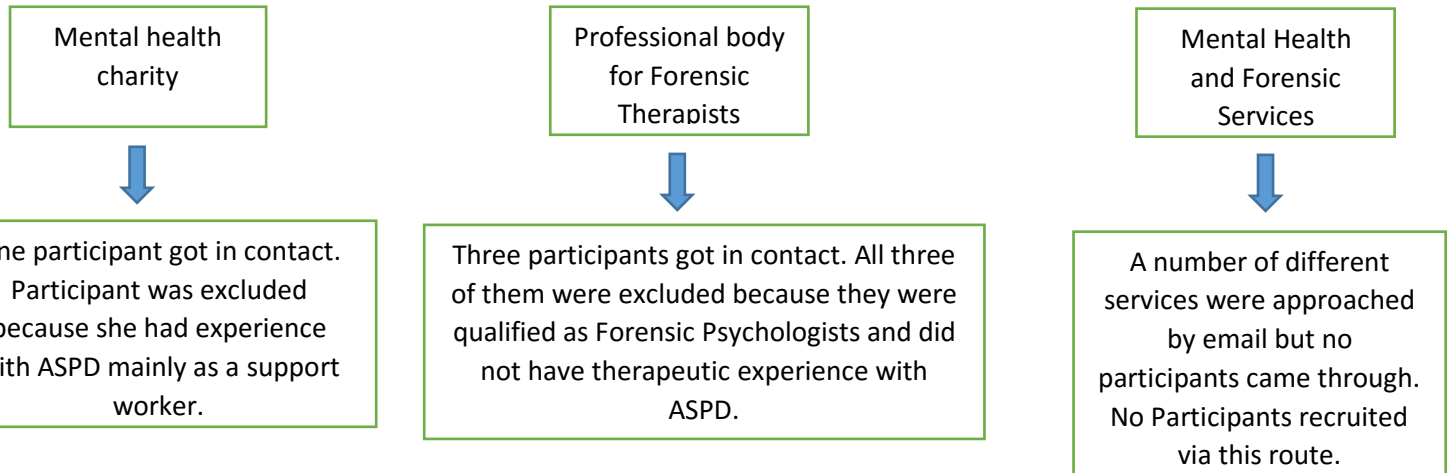 Mental health
charity
Professional body
for Forensic
Therapists
Mental Health
and Forensic
Services
ne participant got in contact.
Participant was excluded
because she had experience
with ASPD mainly as a support
worker.
Three participants got in contact. All three
of them were excluded because they were
qualified as Forensic Psychologists and did
not have therapeutic experience with
ASPD.
A number of different
services were approached
by email but no
participants came through.
No Participants recruited
via this route.